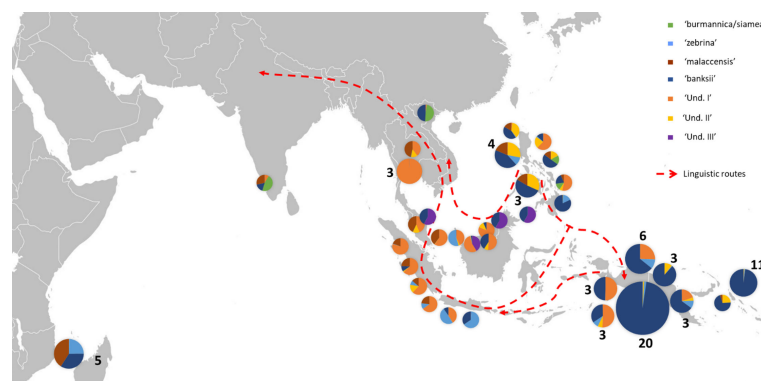 'burmannica/siamea'
'zebrina'
'malaccensis'
'banksii'
'Und. I'
'Und. II'
'Und. III'
Linguistic routes
4
3
3
6
3
11
3
3
20
5